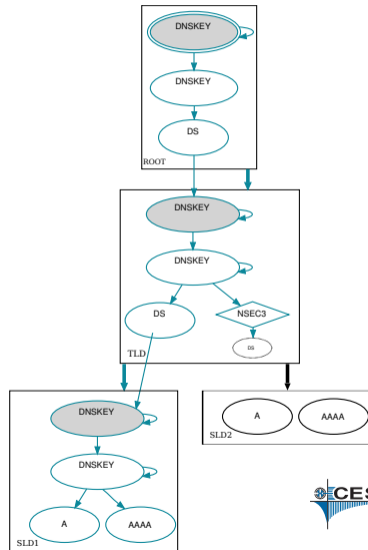 DNSKEY
DNSKEY
DS
ROOT
DNSKEY
DNSKEY
DS
NSEC3
DS
TLD
DNSKEY
DNSKEY
A
AAAA
SLD1
A
AAAA
SLD2
CES